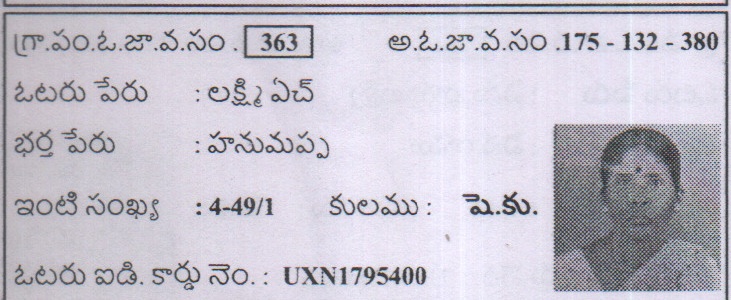 గ్రా.పం.ఓ.జా.వ.సం . 363 అ.ఓ.జా.వ.సం .175 - 132 - 380
ఓటరు పేరు : లక్ష్మి ఏచ్
భర్త పేరు : హనుమప్ప
ఇంటి సంఖ్య : 4-49/1 కులము : షె.కు.
ఓటరు ఐడి. కార్డు నెం. : UXN1795400